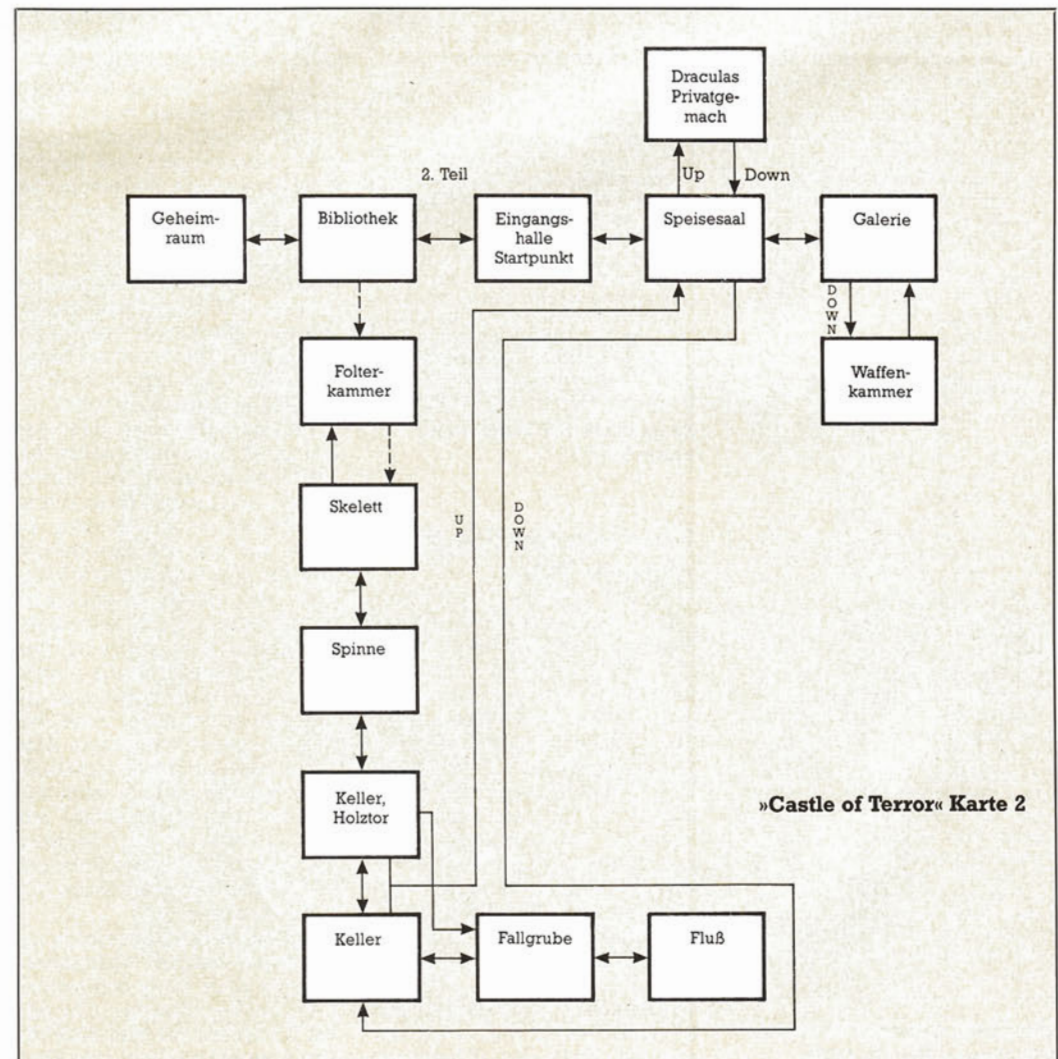 Draculas
Privatge-
mach
2. Teil
Up
Down
Geheim-
raum
Bibliothek
Eingangs-
halle
Startpunkt
Speisesaal
Galerie
DOWN
Folter-
kammer
Waffen-
kammer
Skelett
UP
DOWN
Spinne
Keller,
Holztor
»Castle of Terror« Karte 2
Keller
Fallgrube
Fluß